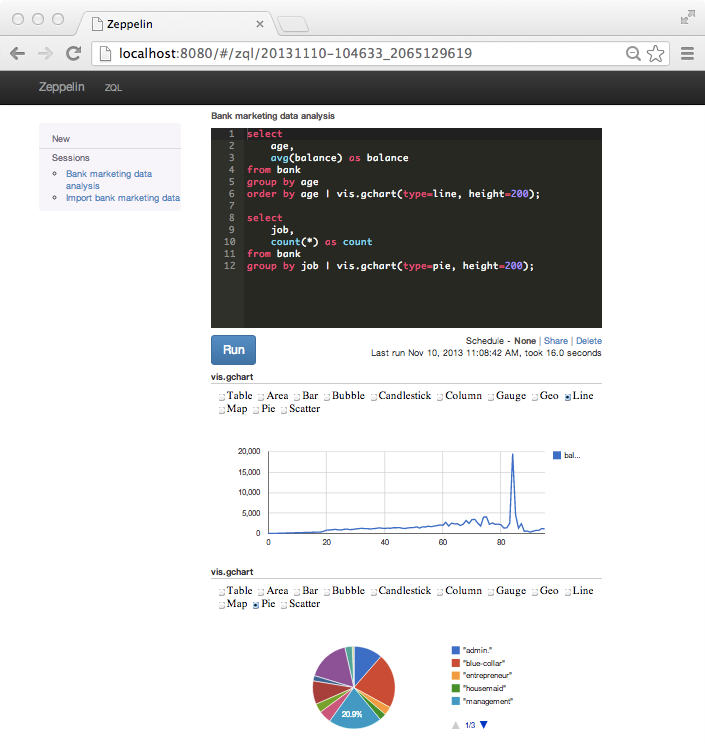 Zeppelin
localhost:8080/#/zql/20131110-104633_2065129619
Zeppelin ZQL
New
Sessions
Bank marketing data
analysis
Import bank marketing data
Bank marketing data analysis
1 select
2 age,
3 avg(balance) as balance
4 from bank
5 group by age
6 order by age | vis.gchart(type=line, height=200);
7
8 select
9 job,
10 count(*) as count
11 from bank
12 group by job | vis.gchart(type=pie, height=200);
Run
Schedule - None | Share | Delete
Last run Nov 10, 2013 11:08:42 AM, took 16.0 seconds
vis.gchart
Table Area Bar Bubble Candlestick Column Gauge Geo Line
Map Pie Scatter
20,000
15,000
10,000
5,000
0
0 20 40 60 80
bal...
vis.gchart
Table Area Bar Bubble Candlestick Column Gauge Geo Line
Map Pie Scatter
20.9%
"admin."
"blue-collar"
"entrepreneur"
"housemaid"
"management"
1/3